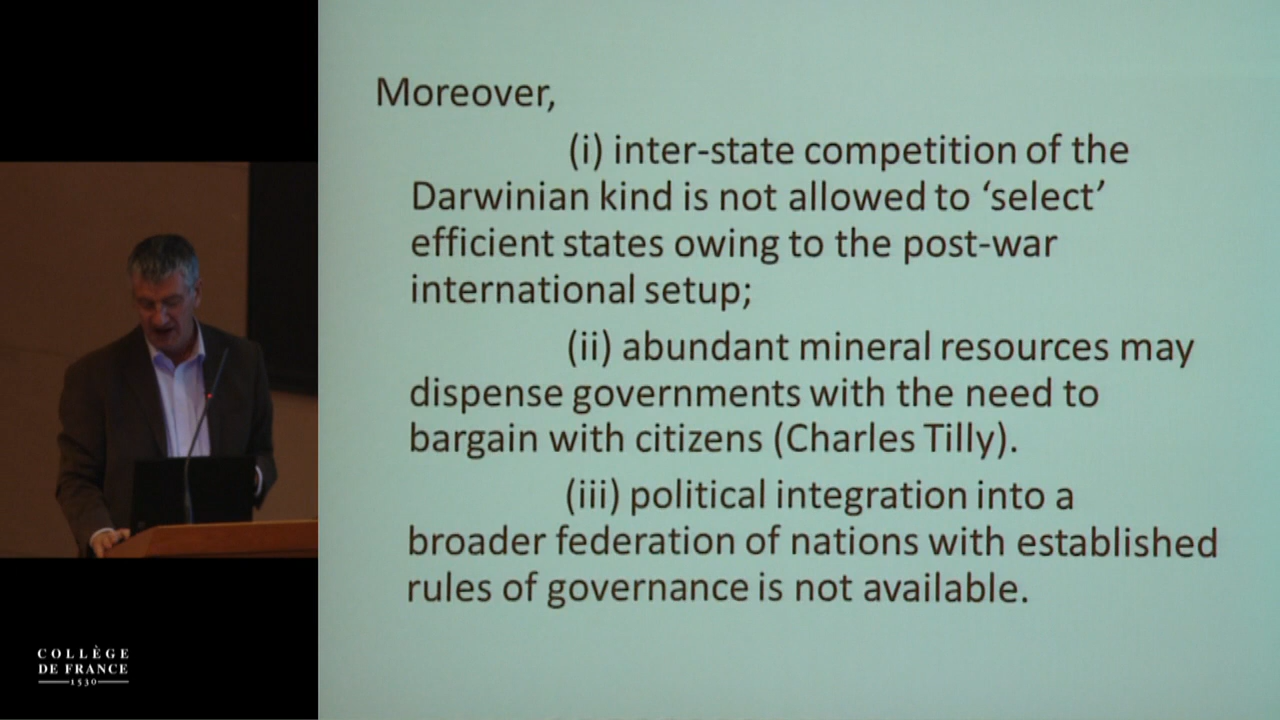 Moreover,
(i) inter-state competition of the
Darwinian kind is not allowed to ‘select’
efficient states owing to the post-war
international setup;
(ii) abundant mineral resources may
dispense governments with the need to
bargain with citizens (Charles Tilly).
(iii) political integration into a
broader federation of nations with established
rules of governance is not available.
COLLÈGE
DE FRANCE
1530